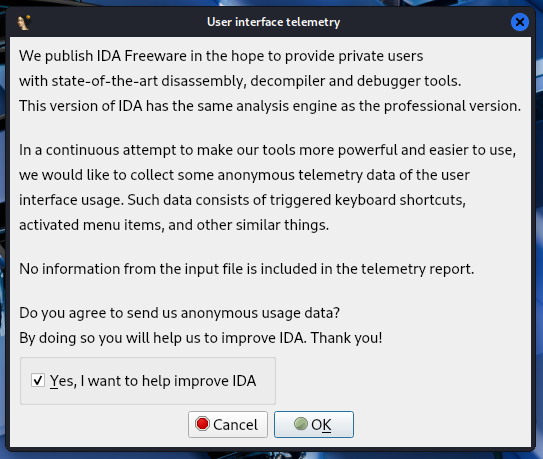 User interface telemetry
We publish IDA Freeware in the hope to provide private users
with state-of-the-art disassembly, decompiler and debugger tools.
This version of IDA has the same analysis engine as the professional version.
In a continuous attempt to make our tools more powerful and easier to use,
we would like to collect some anonymous telemetry data of the user
interface usage. Such data consists of triggered keyboard shortcuts,
activated menu items, and other similar things.
No information from the input file is included in the telemetry report.
Do you agree to send us anonymous usage data?
By doing so you will help us to improve IDA. Thank you!
Yes, I want to help improve IDA
Cancel
OK